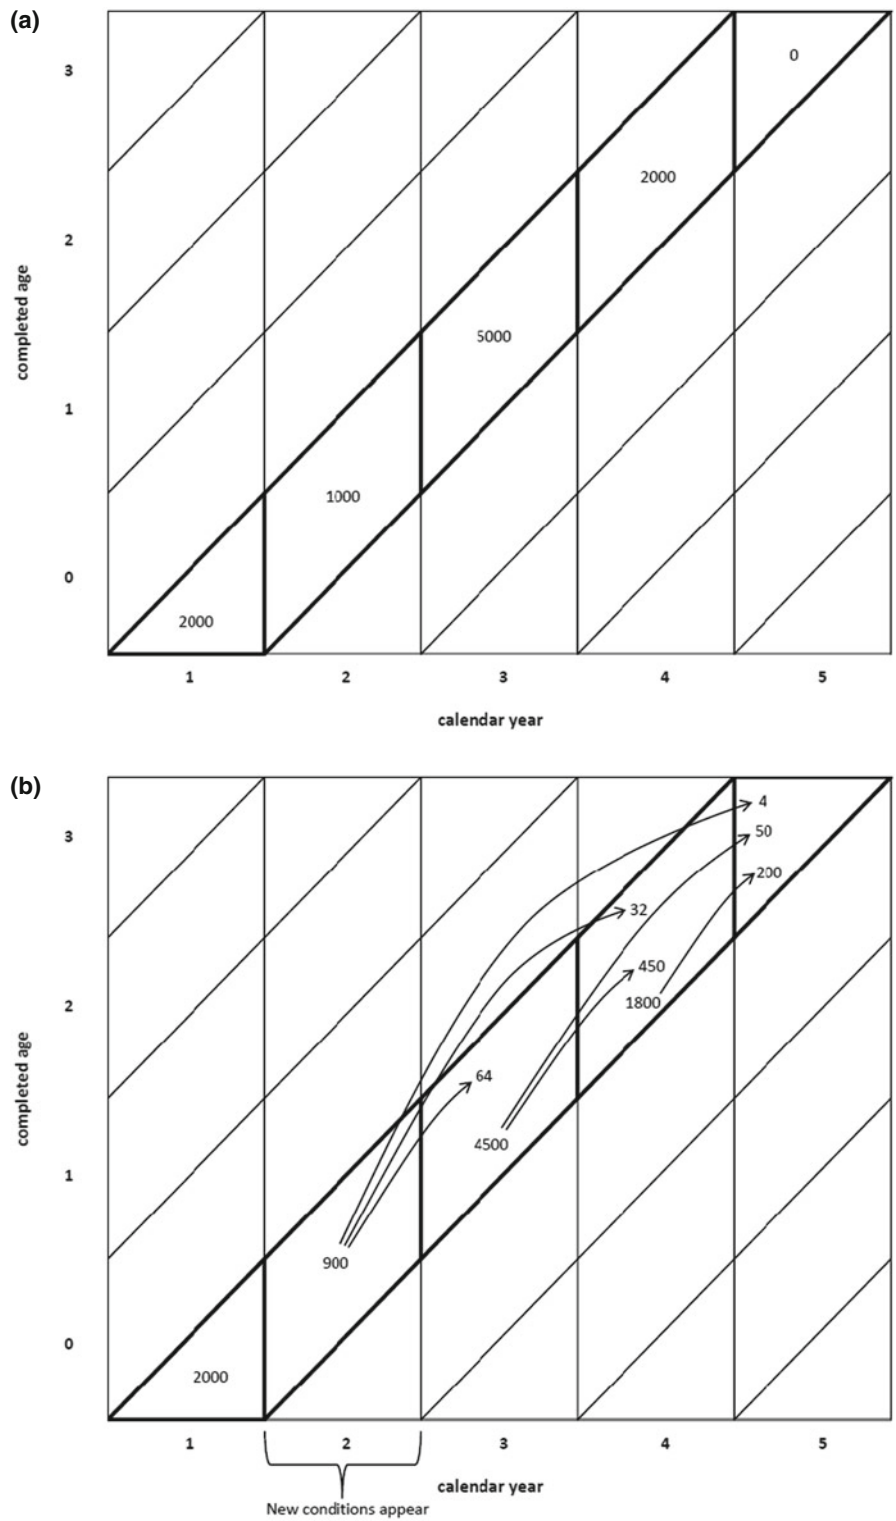 (a)
3
0
2
2000
completed age
5000
1
1000
0
2000
1 2 3 4 5
calendar year
(b)
4
3
50
200
32
450
2
1800
completed age
64
4500
1
900
0
2000
1 2 3 4 5
calendar year
New conditions appear